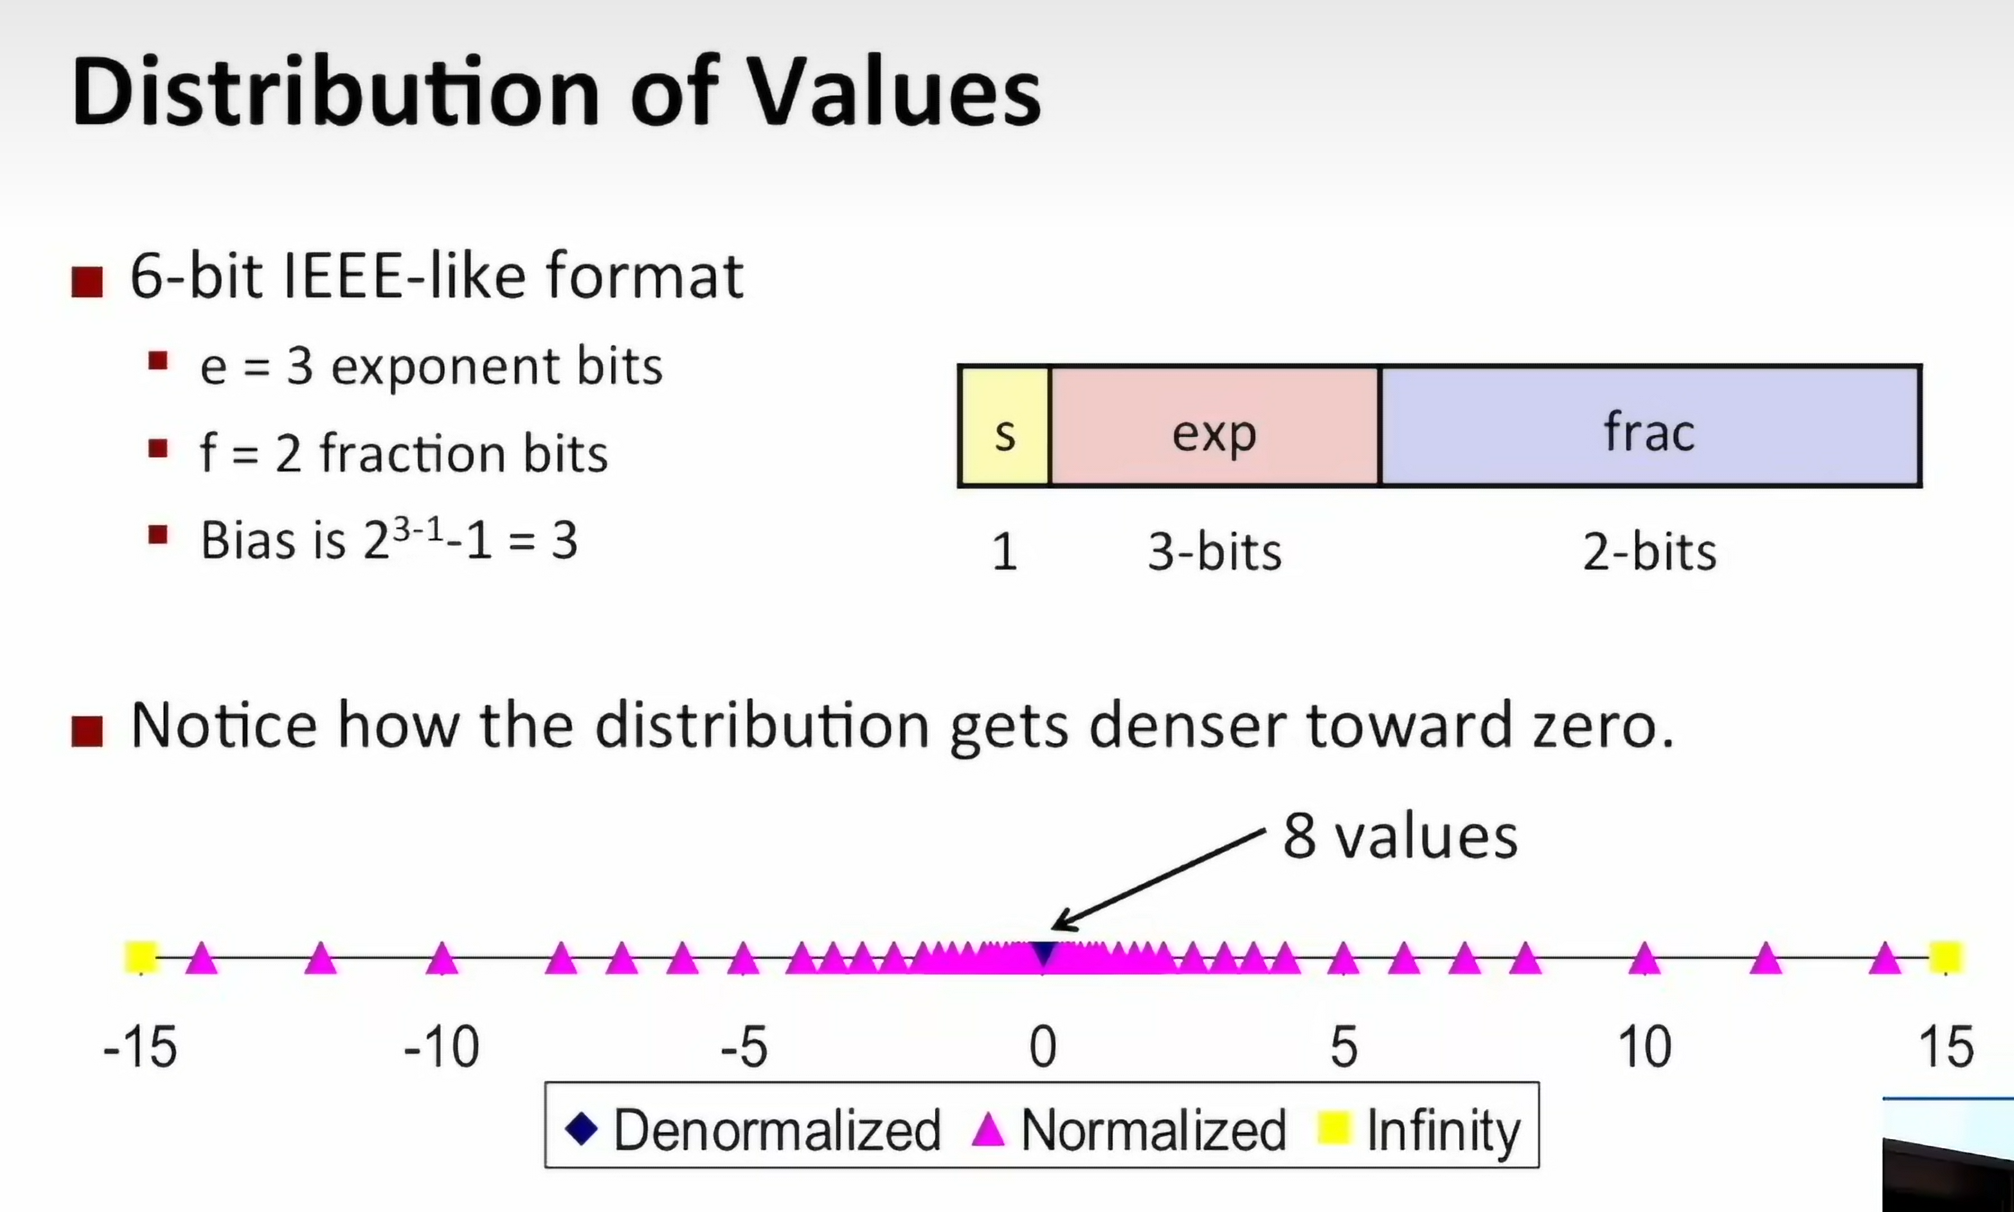 Distribution of Values
6-bit IEEE-like format
e = 3 exponent bits
f = 2 fraction bits
Bias is 2³⁻¹-1 = 3
s exp frac
1 3-bits 2-bits
Notice how the distribution gets denser toward zero.
8 values
-15 -10 -5 0 5 10 15
Denormalized Normalized Infinity